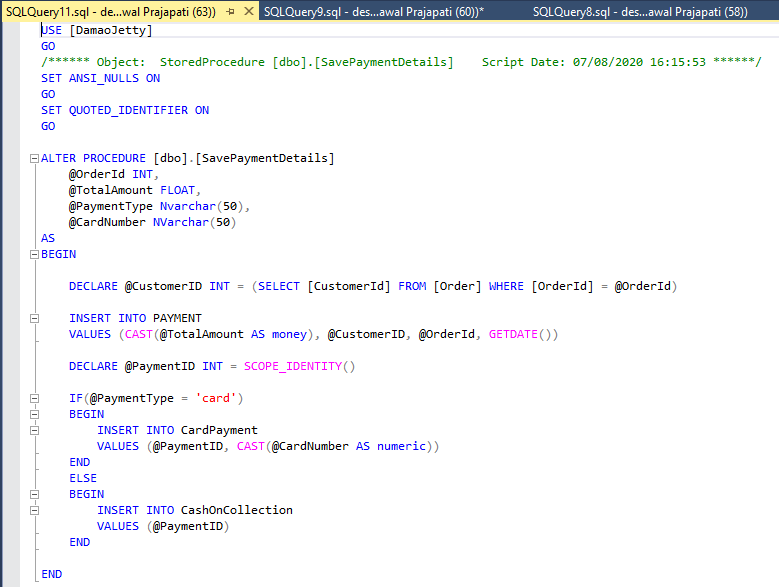 SQLQuery11.sql - de...wal Prajapati (63)) SQLQuery9.sql - des...awal Prajapati (60))* SQLQuery8.sql - des...awal Prajapati (58))
USE [DamaoJetty]
GO
/****** Object:  StoredProcedure [dbo].[SavePaymentDetails]    Script Date: 07/08/2020 16:15:53 ******/
SET ANSI_NULLS ON
GO
SET QUOTED_IDENTIFIER ON
GO
ALTER PROCEDURE [dbo].[SavePaymentDetails]
@OrderId INT,
@TotalAmount FLOAT,
@PaymentType Nvarchar(50),
@CardNumber NVarchar(50)
AS
BEGIN
DECLARE @CustomerID INT = (SELECT [CustomerId] FROM [Order] WHERE [OrderId] = @OrderId)
INSERT INTO PAYMENT
VALUES (CAST(@TotalAmount AS money), @CustomerID, @OrderId, GETDATE())
DECLARE @PaymentID INT = SCOPE_IDENTITY()
IF(@PaymentType = 'card')
BEGIN
INSERT INTO CardPayment
VALUES (@PaymentID, CAST(@CardNumber AS numeric))
END
ELSE
BEGIN
INSERT INTO CashOnCollection
VALUES (@PaymentID)
END
END